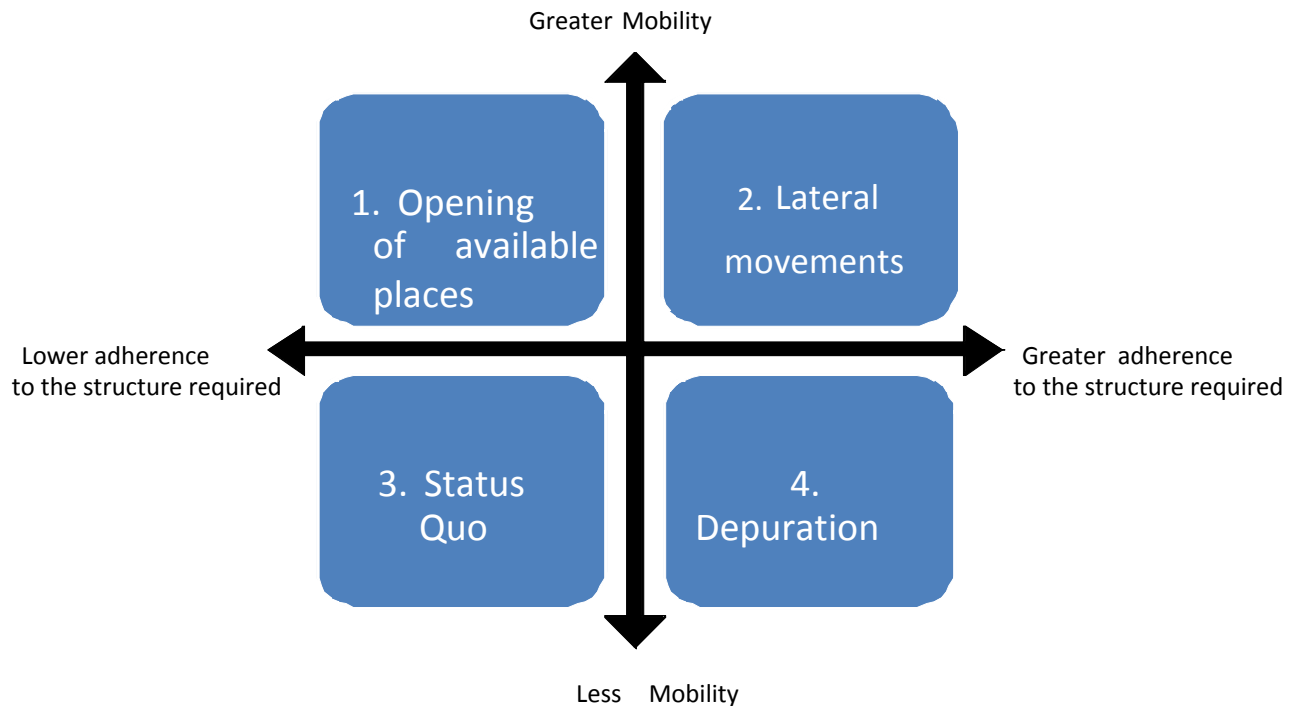 Greater Mobility
1. Opening
of available
places
2. Lateral
movements
Lower adherence
to the structure required
Greater adherence
to the structure required
3. Status
Quo
4.
Depuration
Less Mobility